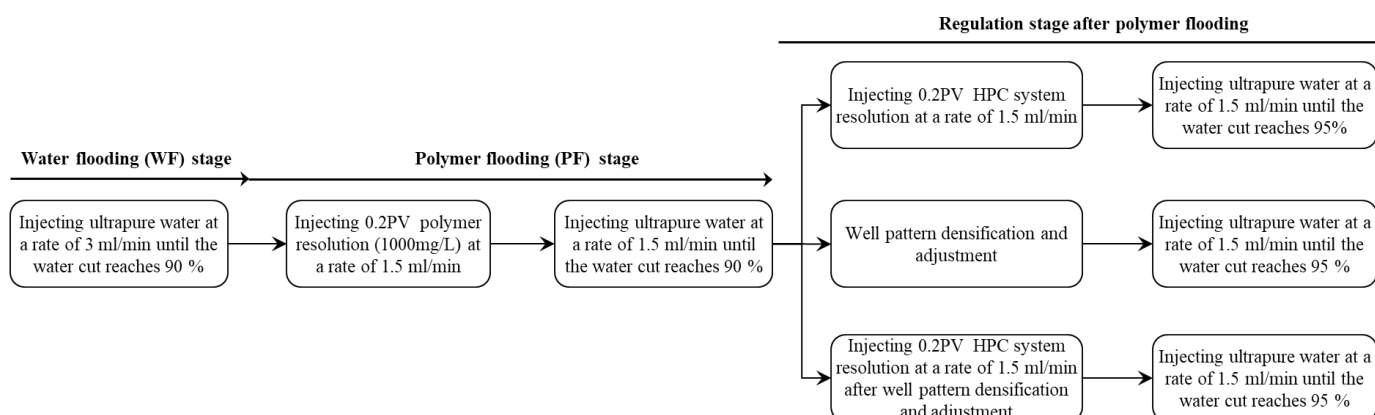 Regulation stage after polymer flooding
Injecting 0.2PV HPC system
resolution at a rate of 1.5 ml/min
Injecting ultrapure water at a
rate of 1.5 ml/min until the
water cut reaches 95%
Water flooding (WF) stage
Polymer flooding (PF) stage
Injecting ultrapure water at
a rate of 3 ml/min until the
water cut reaches 90 %
Injecting 0.2PV polymer
resolution (1000mg/L) at
a rate of 1.5 ml/min
Injecting ultrapure water at
a rate of 1.5 ml/min until
the water cut reaches 90 %
Well pattern densification and
adjustment
Injecting ultrapure water at a
rate of 1.5 ml/min until the
water cut reaches 95 %
Injecting 0.2PV HPC system
resolution at a rate of 1.5 ml/min
after well pattern densification
and adjustment
Injecting ultrapure water at a
rate of 1.5 ml/min until the
water cut reaches 95 %